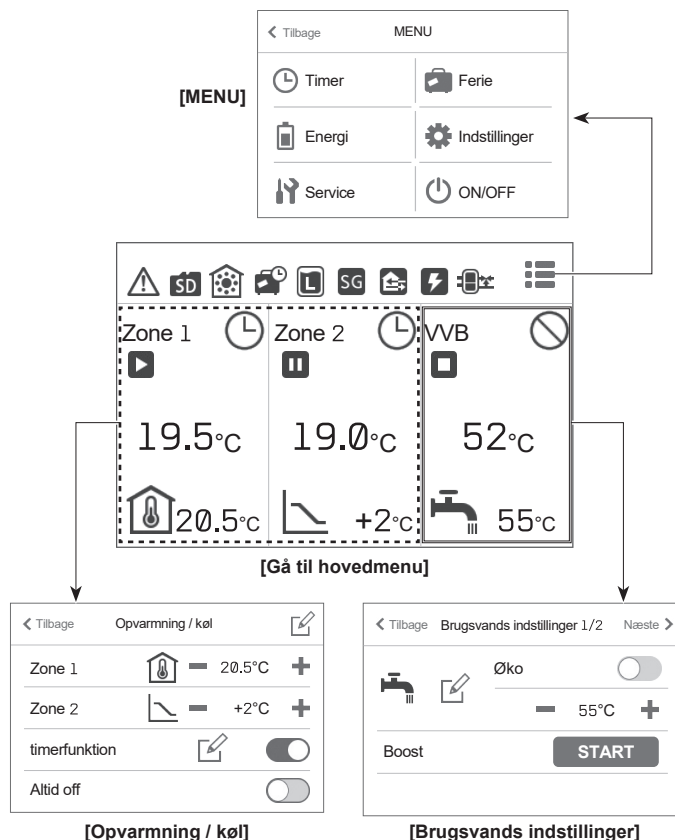 Tilbage MENU
[MENU]
Timer Ferie
Energi Indstillinger
Service ON/OFF
SD L SG
Zone 1 Zone 2 VVB
19.5°C 19.0°C 52°C
20.5°C +2°C 55°C
[Gå til hovedmenu]
Tilbage Opvarmning / køl
Zone 1 20.5°C
Zone 2 +2°C
timerfunktion
Altid off
[Opvarmning / køl]
Tilbage Brugsvands indstillinger 1/2 Næste
Øko
55°C
Boost START
[Brugsvands indstillinger]